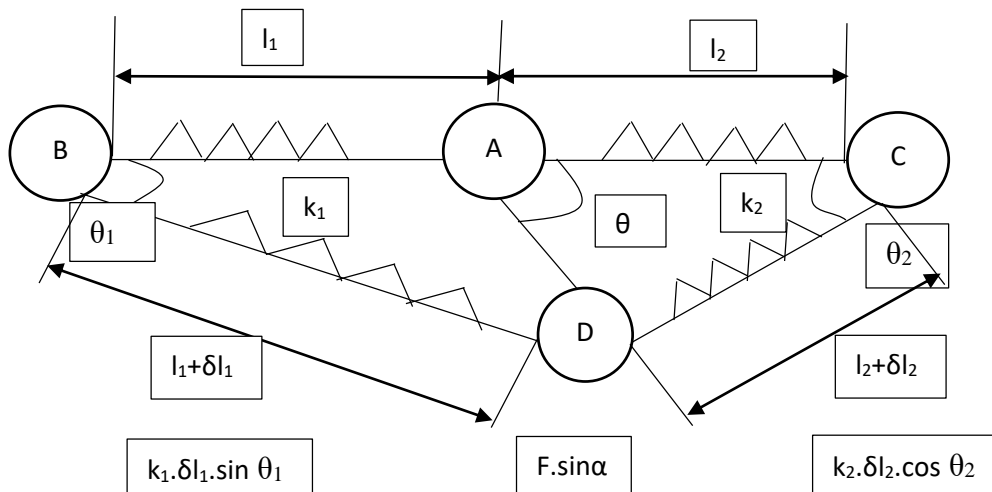 l₁
l₂
B
A
C
k₁
θ
k₂
θ₁
θ₂
D
l₁+δl₁
l₂+δl₂
k₁.δl₁.sin θ₁
F.sinα
k₂.δl₂.cos θ₂